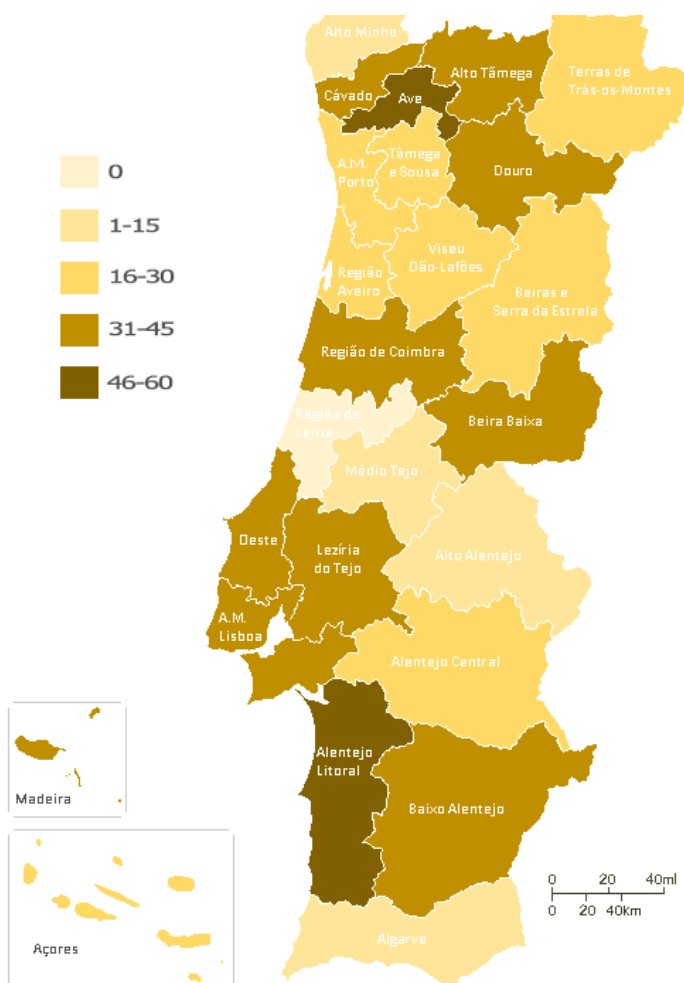 Alto Minho
Alto Tâmega
Terras de
Trás-os-Montes
Cávado
Ave
0
A.M.
Porto
Tâmega
e Sousa
Douro
1-15
Viseu
Dão-Lafões
16-30
Região
Aveiro
Beiras e
Serra da Estrela
31-45
Região de Coimbra
46-60
Região de
Leiria
Beira Baixa
Médio Tejo
Oeste
Lezíria
do Tejo
Alto Alentejo
A.M.
Lisboa
Alentejo Central
Alentejo
Litoral
Madeira
Baixo Alentejo
0 20 40ml
0 20 40km
Açores
Algarve